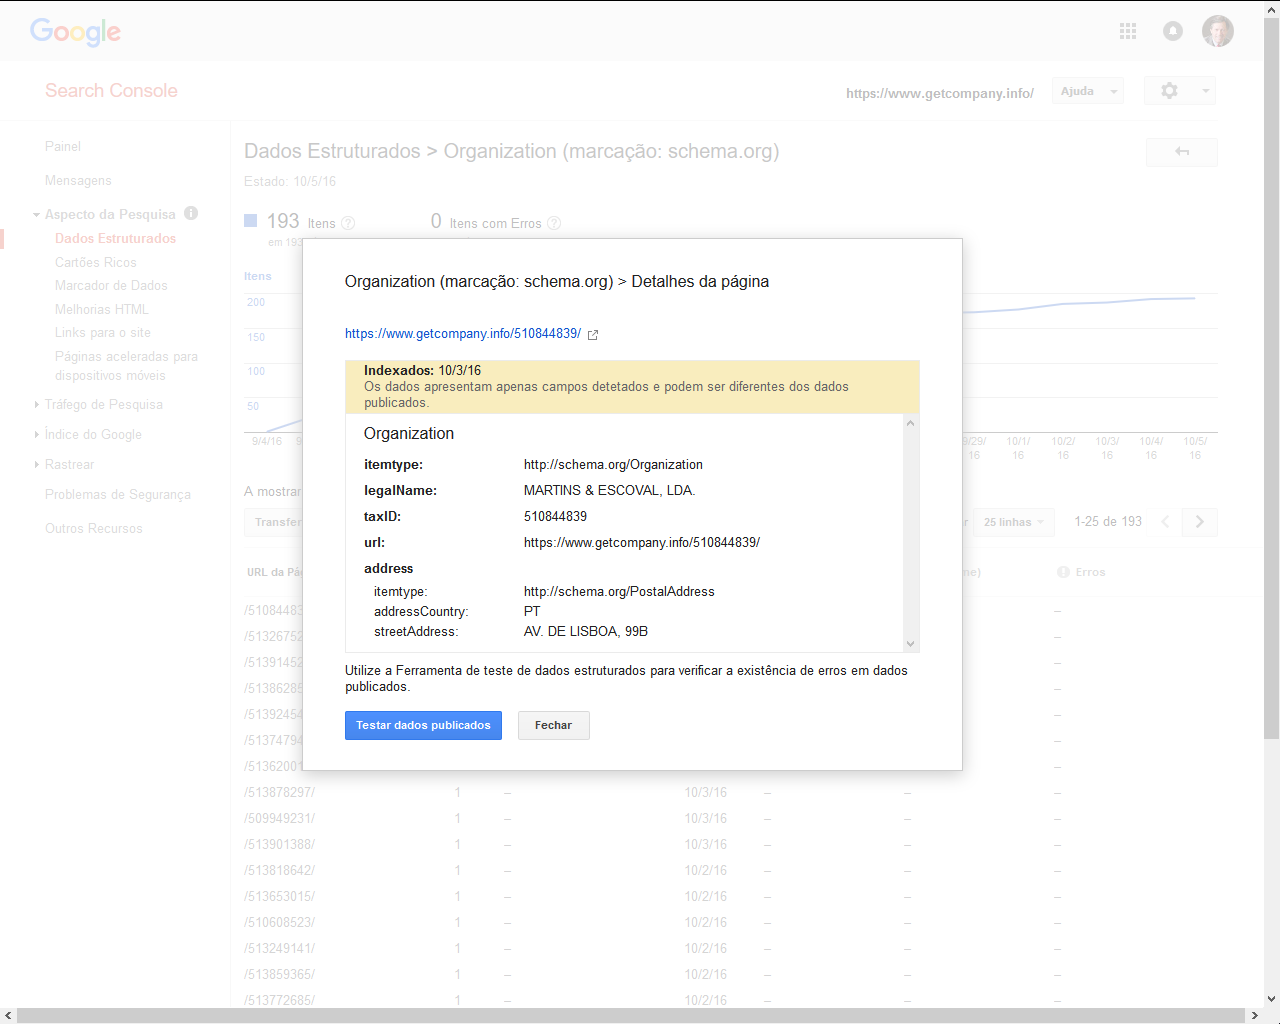 Google
Search Console
https://www.getcompany.info/
Ajuda
Painel
Mensagens
Aspecto da Pesquisa
Dados Estruturados
Cartões Ricos
Marcador de Dados
Melhorias HTML
Links para o site
Páginas aceleradas para
dispositivos móveis
Tráfego de Pesquisa
Índice do Google
Rastrear
Problemas de Segurança
Outros Recursos
Dados Estruturados > Organization (marcação: schema.org)
Estado: 10/5/16
193 Itens ?
0 Itens com Erros ?
em 193
Itens
200
150
100
50
9/4/16
9/29/
16
10/1/
16
10/2/
16
10/3/
16
10/4/
16
10/5/
16
Organization (marcação: schema.org) > Detalhes da página
https://www.getcompany.info/510844839/
Indexados: 10/3/16
Os dados apresentam apenas campos detetados e podem ser diferentes dos dados
publicados.
Organization
itemtype: http://schema.org/Organization
legalName: MARTINS & ESCOVAL, LDA.
taxID: 510844839
url: https://www.getcompany.info/510844839/
address
itemtype: http://schema.org/PostalAddress
addressCountry: PT
streetAddress: AV. DE LISBOA, 99B
Utilize a Ferramenta de teste de dados estruturados para verificar a existência de erros em dados
publicados.
Testar dados publicados
Fechar
A mostrar
25 linhas
1-25 de 193
Erros
/513878297/ 1 – 10/3/16 – – –
/509949231/ 1 – 10/3/16 – – –
/513901388/ 1 – 10/3/16 – – –
/513818642/ 1 – 10/2/16 – – –
/513653015/ 1 – 10/2/16 – – –
/510608523/ 1 – 10/2/16 – – –
/513249141/ 1 – 10/2/16 – – –
/513859365/ 1 – 10/2/16 – – –
/513772685/ 1 – 10/2/16 – – –